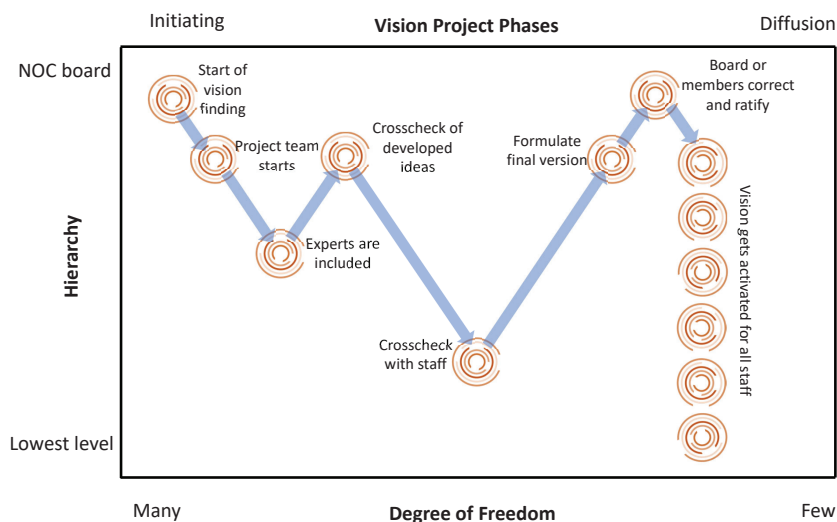 Initiating
Vision Project Phases
Diffusion
NOC board
Start of
vision
finding
Board or
members correct
and ratify
Project team
starts
Crosscheck of
developed
ideas
Formulate
final version
Experts are
included
Hierarchy
Vision gets activated for all staff
Crosscheck
with staff
Lowest level
Many
Degree of Freedom
Few